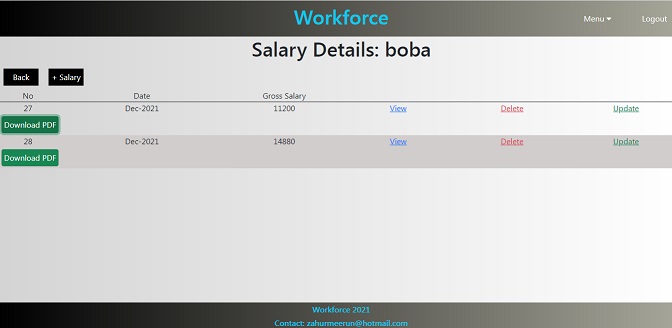 Workforce
Menu
Logout
Salary Details: boba
Back
+ Salary
No Date Gross Salary
27 Dec-2021 11200 View Delete Update
Download PDF
28 Dec-2021 14880 View Delete Update
Download PDF
Workforce 2021
Contact: zahurmeerun@hotmail.com